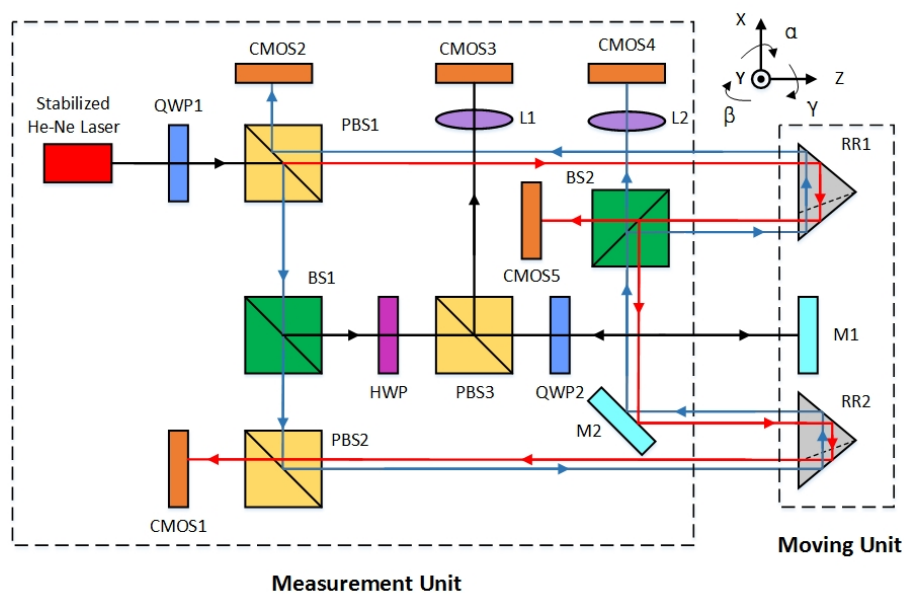 CMOS2
CMOS3
CMOS4
X
α
Y
Z
β
γ
Stabilized
He-Ne Laser
QWP1
PBS1
L1
L2
RR1
BS2
CMOS5
BS1
HWP
PBS3
QWP2
M1
M2
RR2
PBS2
CMOS1
Moving Unit
Measurement Unit